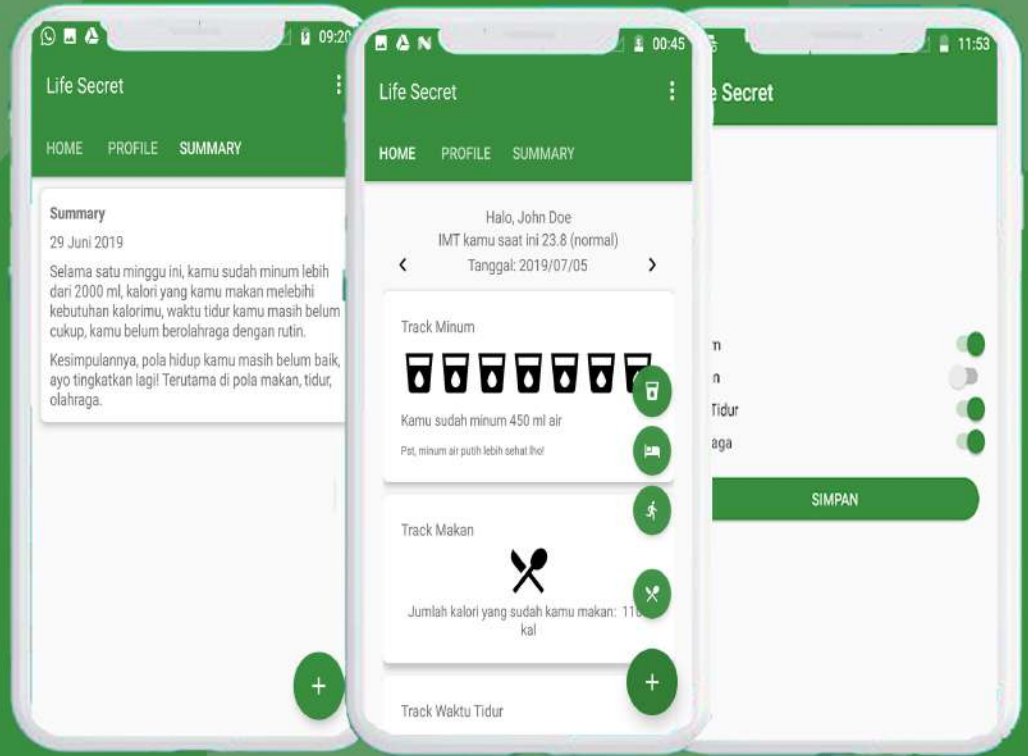 09:20
Life Secret
HOME PROFILE SUMMARY
Summary
29 Juni 2019
Selama satu minggu ini, kamu sudah minum lebih
dari 2000 ml, kalori yang kamu makan melebihi
kebutuhan kalorimu, waktu tidur kamu masih belum
cukup, kamu belum berolahraga dengan rutin.
Kesimpulannya, pola hidup kamu masih belum baik,
ayo tingkatkan lagi! Terutama di pola makan, tidur,
olahraga.
+
N 00:45
Life Secret
HOME PROFILE SUMMARY
Halo, John Doe
IMT kamu saat ini 23.8 (normal)
< Tanggal: 2019/07/05 >
Track Minum
Kamu sudah minum 450 ml air
Pst, minum air putih lebih sehat lho!
Track Makan
Jumlah kalori yang sudah kamu makan:
kal
Track Waktu Tidur
+
11:53
e Secret
m
n
Tidur
aga
SIMPAN